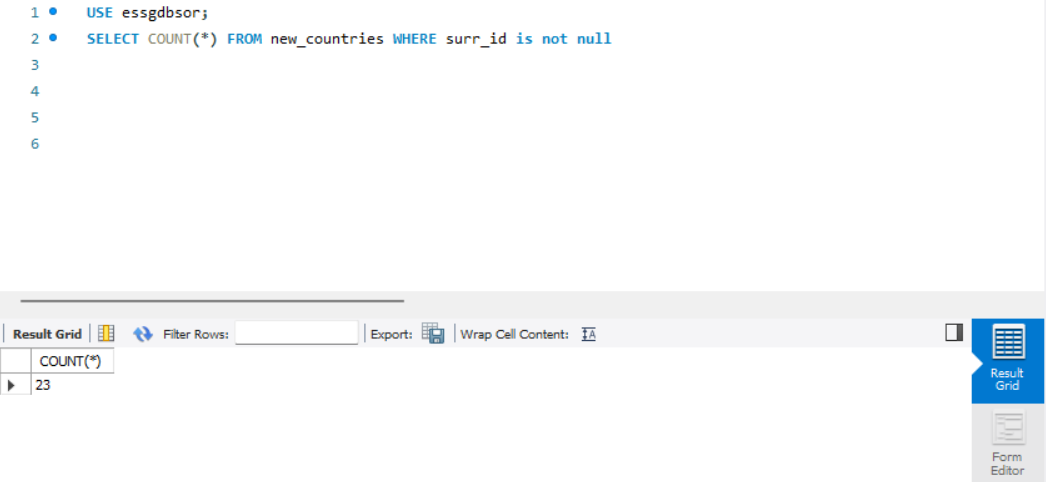 1 USE essgdbsor;
2 SELECT COUNT(*) FROM new_countries WHERE surr_id is not null
3
4
5
6
Result Grid Filter Rows: Export: Wrap Cell Content: IA
COUNT(*)
23
Result
Grid
Form
Editor